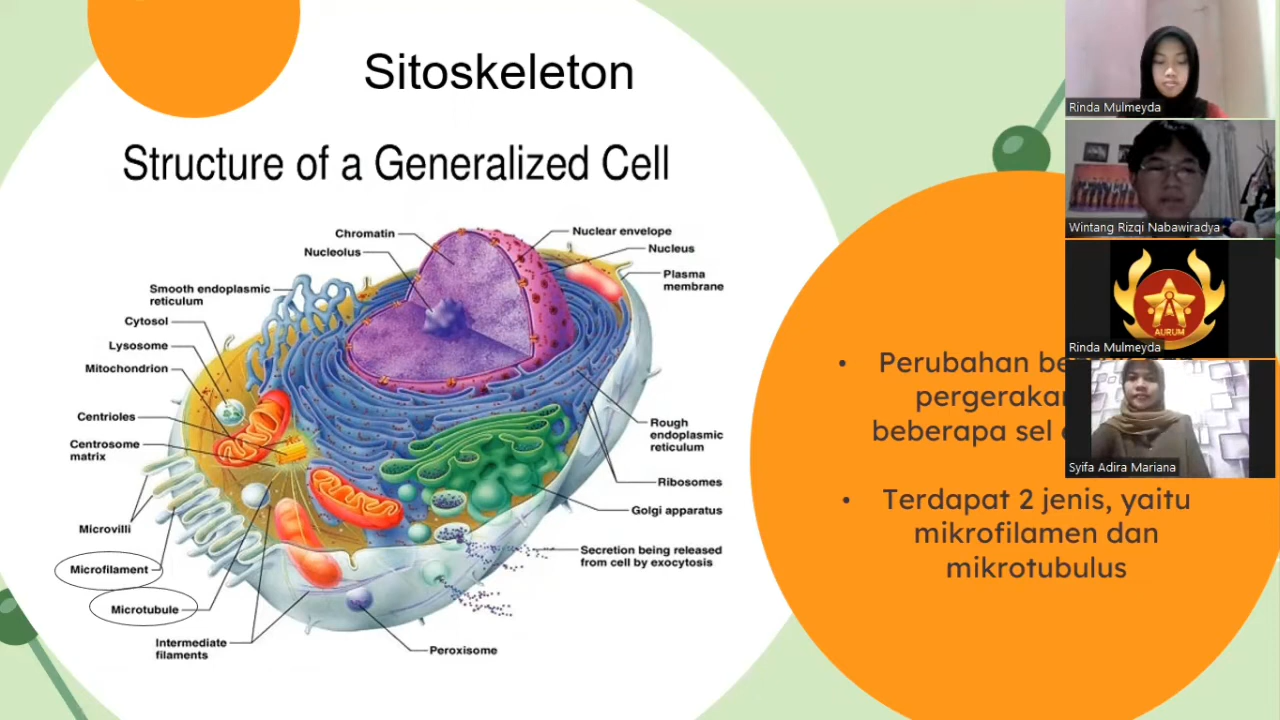 Sitoskeleton
Structure of a Generalized Cell
Chromatin
Nucleolus
Smooth endoplasmic
reticulum
Cytosol
Lysosome
Mitochondrion
Centrioles
Centrosome
matrix
Microvilli
Microfilament
Microtubule
Intermediate
filaments
Nuclear envelope
Nucleus
Plasma
membrane
Rough
endoplasmic
reticulum
Ribosomes
Golgi apparatus
Secretion being released
from cell by exocytosis
Peroxisome
• Perubahan
beberapa sel
• Terdapat 2 jenis, yaitu
mikrofilamen dan
mikrotubulus
Rinda Mulmeyda
Wintang Rizqi Nabawiradya
AURUM
Rinda Mulmeyda
Syifa Adira Mariana